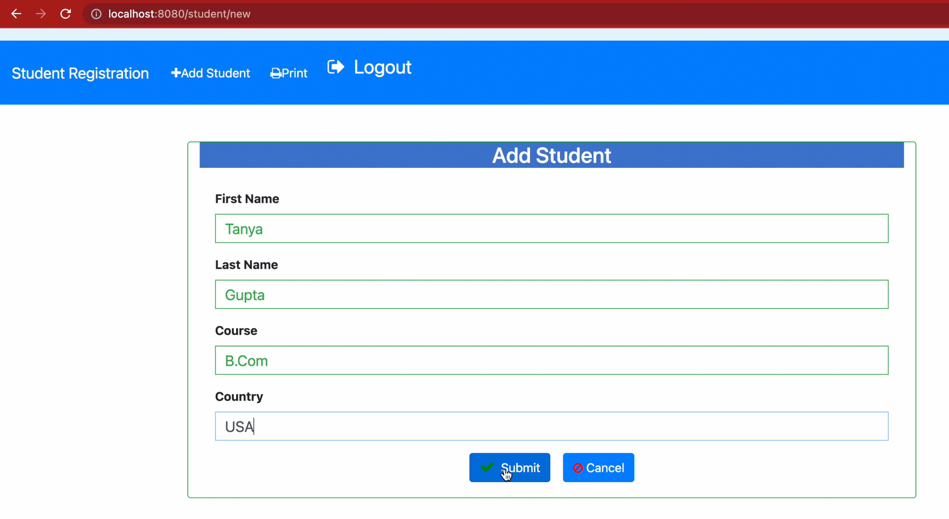 localhost:8080/student/new
Student Registration Add Student Print Logout
Add Student
First Name
Tanya
Last Name
Gupta
Course
B.Com
Country
USA
Submit Cancel